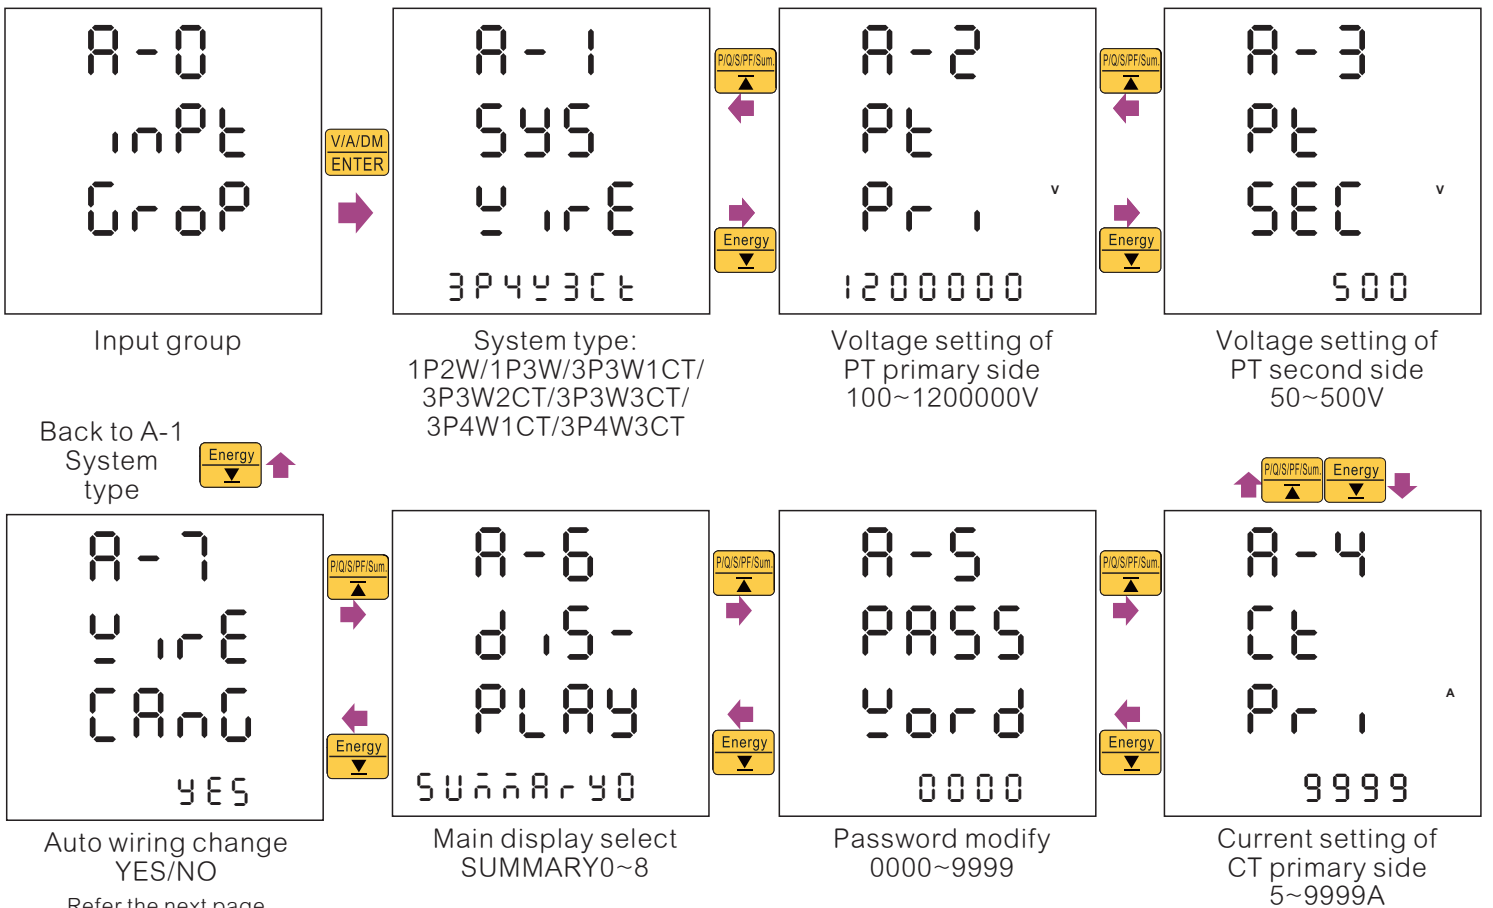 A-0
inPt
GroP
Input group
V/A/DM
ENTER
A-1
SYS
wirE
3P4w3Ct
System type:
1P2W/1P3W/3P3W1CT/
3P3W2CT/3P3W3CT/
3P4W1CT/3P4W3CT
P/Q/S/PF/Sum.
Energy
A-2
Pt
Pri
V
1200000
Voltage setting of
PT primary side
100~1200000V
P/Q/S/PF/Sum.
Energy
A-3
Pt
SEC
V
500
Voltage setting of
PT second side
50~500V
Back to A-1
System
type
Energy
P/Q/S/PF/Sum.
Energy
A-7
wirE
CAnG
YES
Auto wiring change
YES/NO
Refer the next page
P/Q/S/PF/Sum.
Energy
A-6
diS-
PLAY
SUmmArY0
Main display select
SUMMARY0~8
P/Q/S/PF/Sum.
Energy
A-5
PASS
word
0000
Password modify
0000~9999
P/Q/S/PF/Sum.
Energy
A-4
Ct
Pri
A
9999
Current setting of
CT primary side
5~9999A